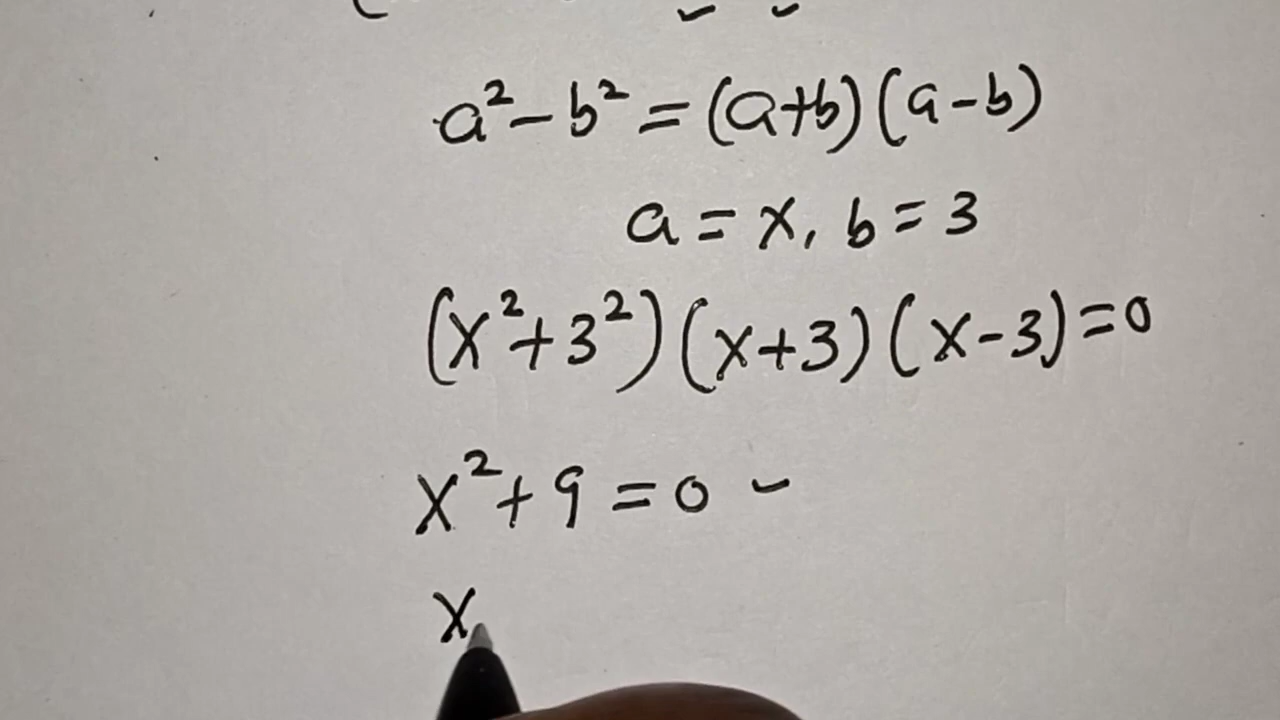 a² - b² = (a+b)(a-b)
a = x, b = 3
(x² + 3²)(x+3)(x-3) = 0
x² + 9 = 0 -
x